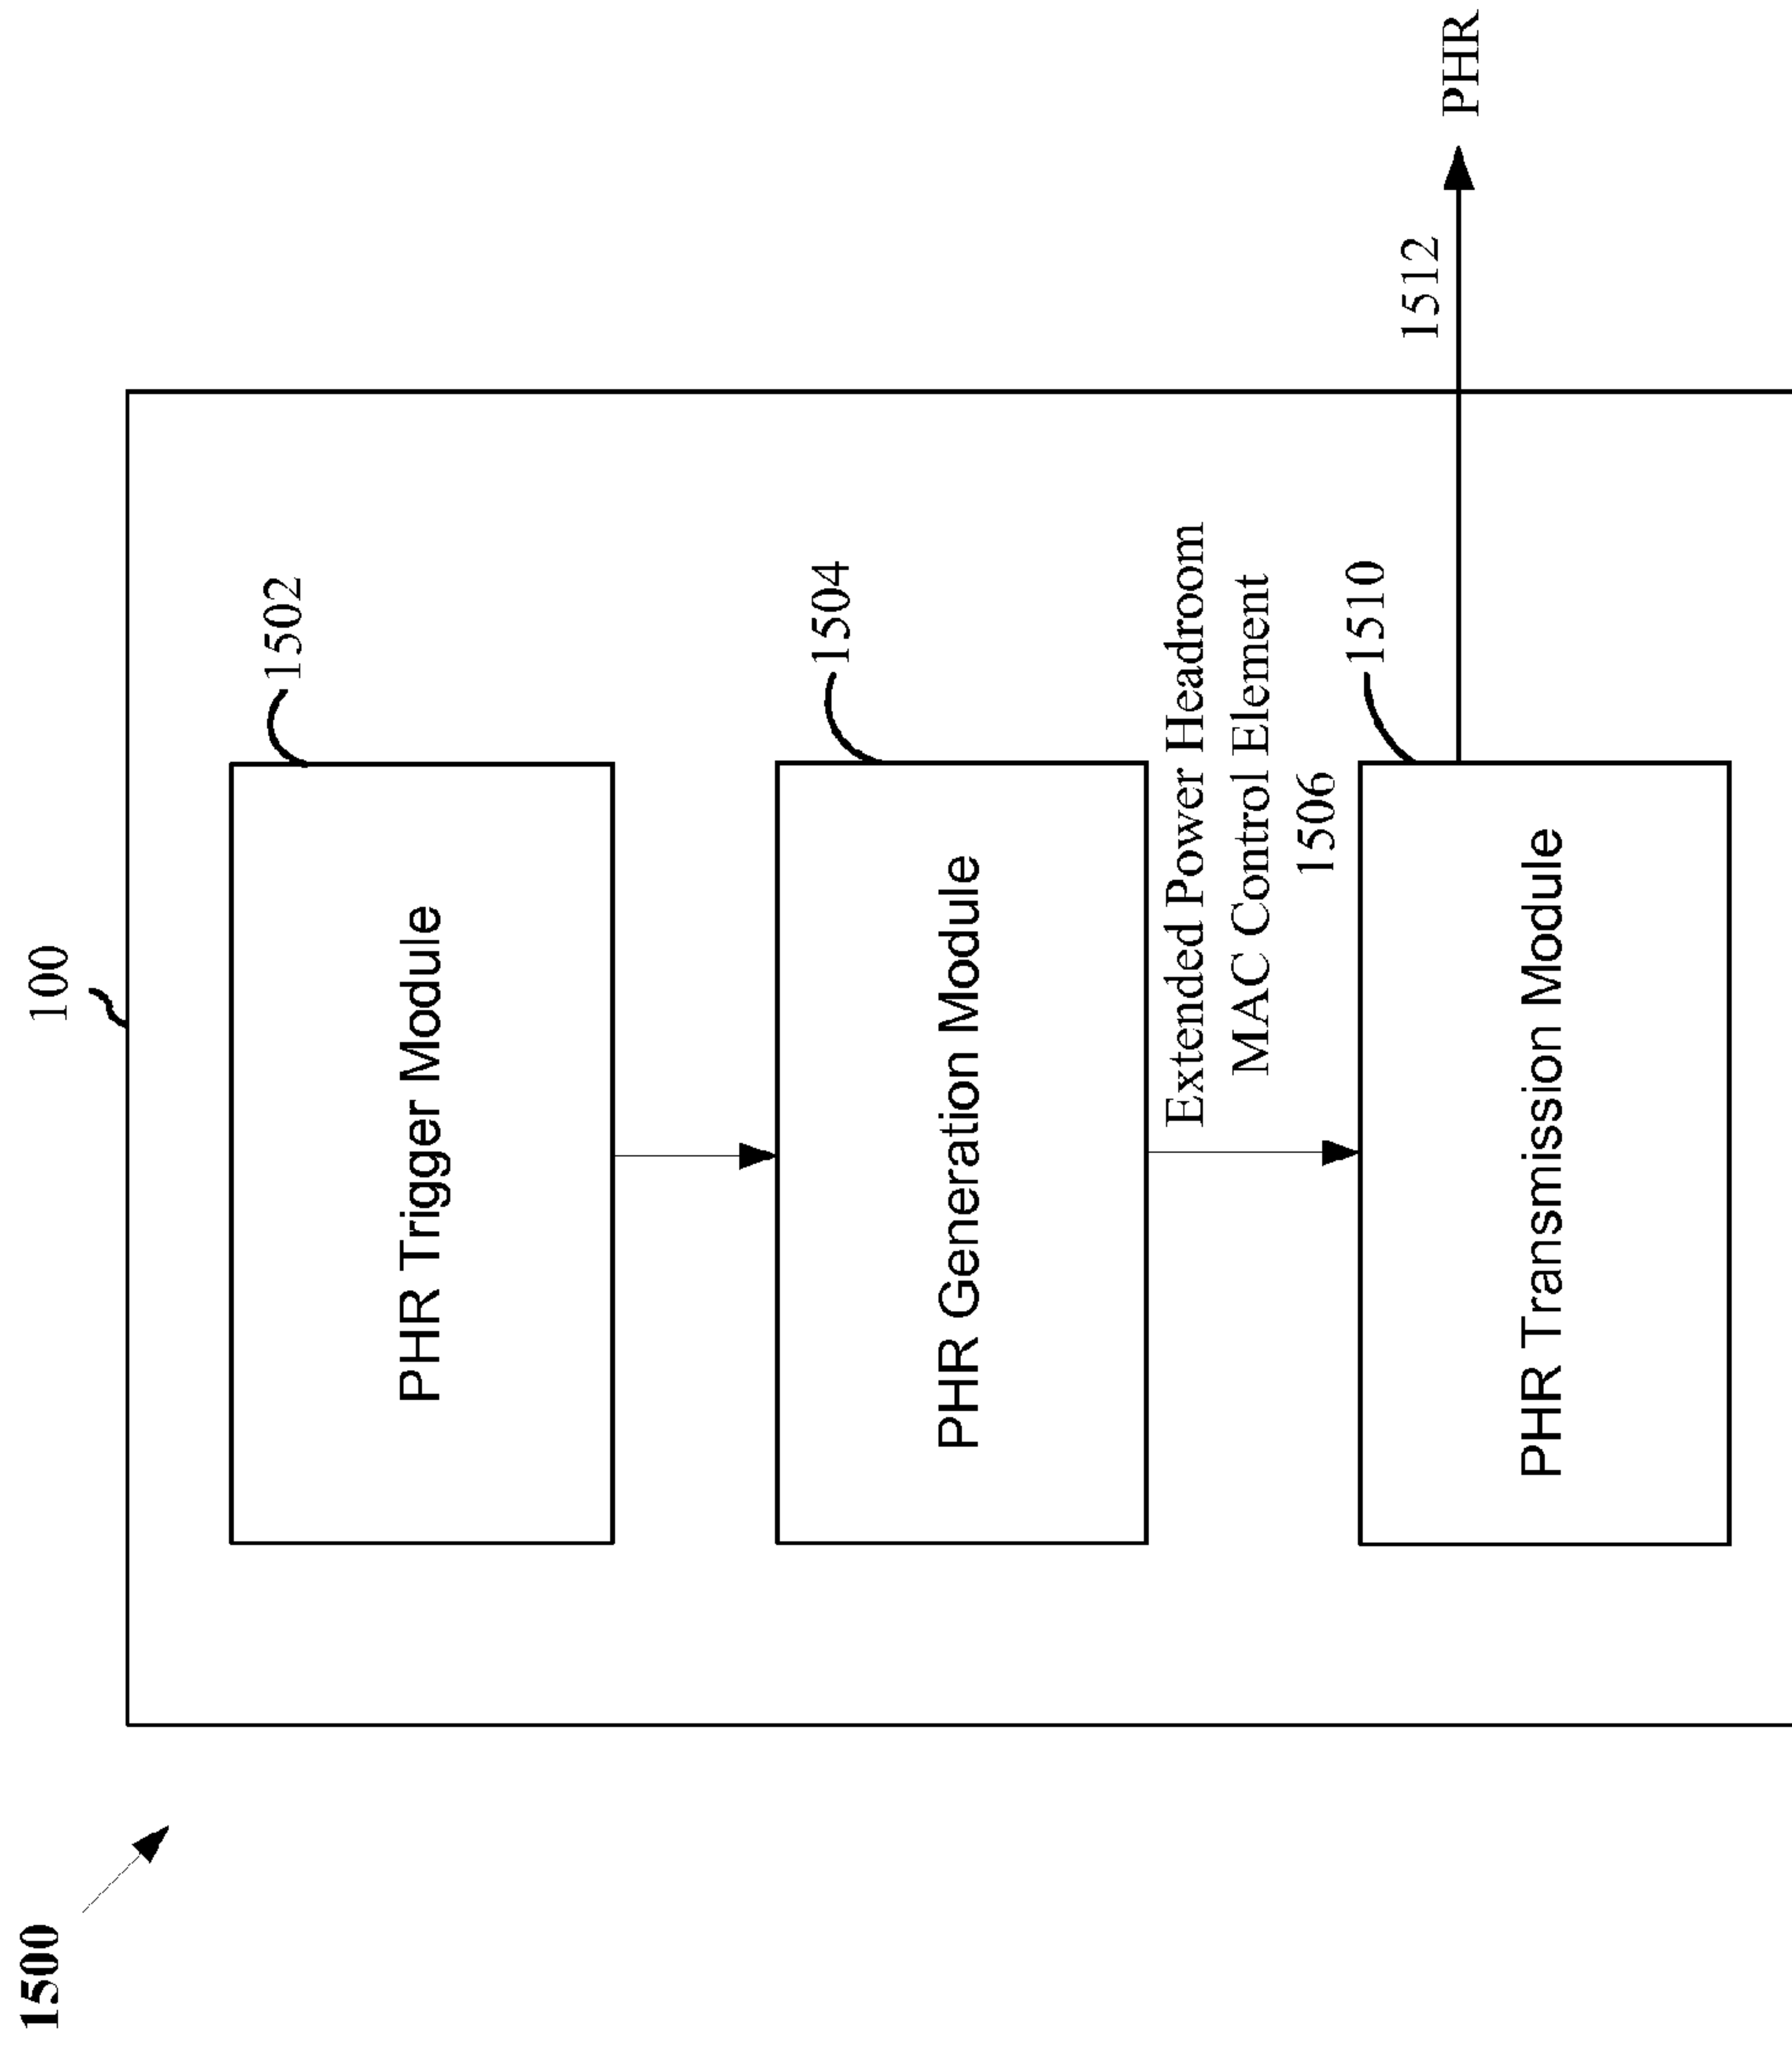 1500
100
PHR Trigger Module
1502
PHR Generation Module
1504
Extended Power Headroom
MAC Control Element
1506
PHR Transmission Module
1510
1512
PHR